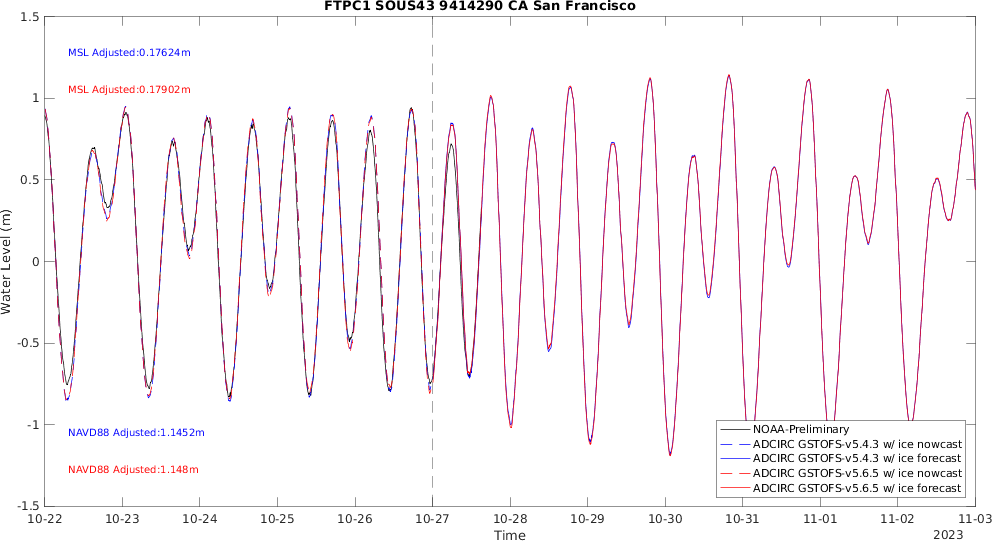 FTPC1 SOUS43 9414290 CA San Francisco
1.5
1
0.5
0
-0.5
-1
-1.5
Water Level (m)
MSL Adjusted:0.17624m
MSL Adjusted:0.17902m
NAVD88 Adjusted:1.1452m
NAVD88 Adjusted:1.148m
NOAA-Preliminary
ADCIRC GSTOFS-v5.4.3 w/ ice nowcast
ADCIRC GSTOFS-v5.4.3 w/ ice forecast
ADCIRC GSTOFS-v5.6.5 w/ ice nowcast
ADCIRC GSTOFS-v5.6.5 w/ ice forecast
10-22 10-23 10-24 10-25 10-26 10-27 10-28 10-29 10-30 10-31 11-01 11-02 11-03
Time
2023